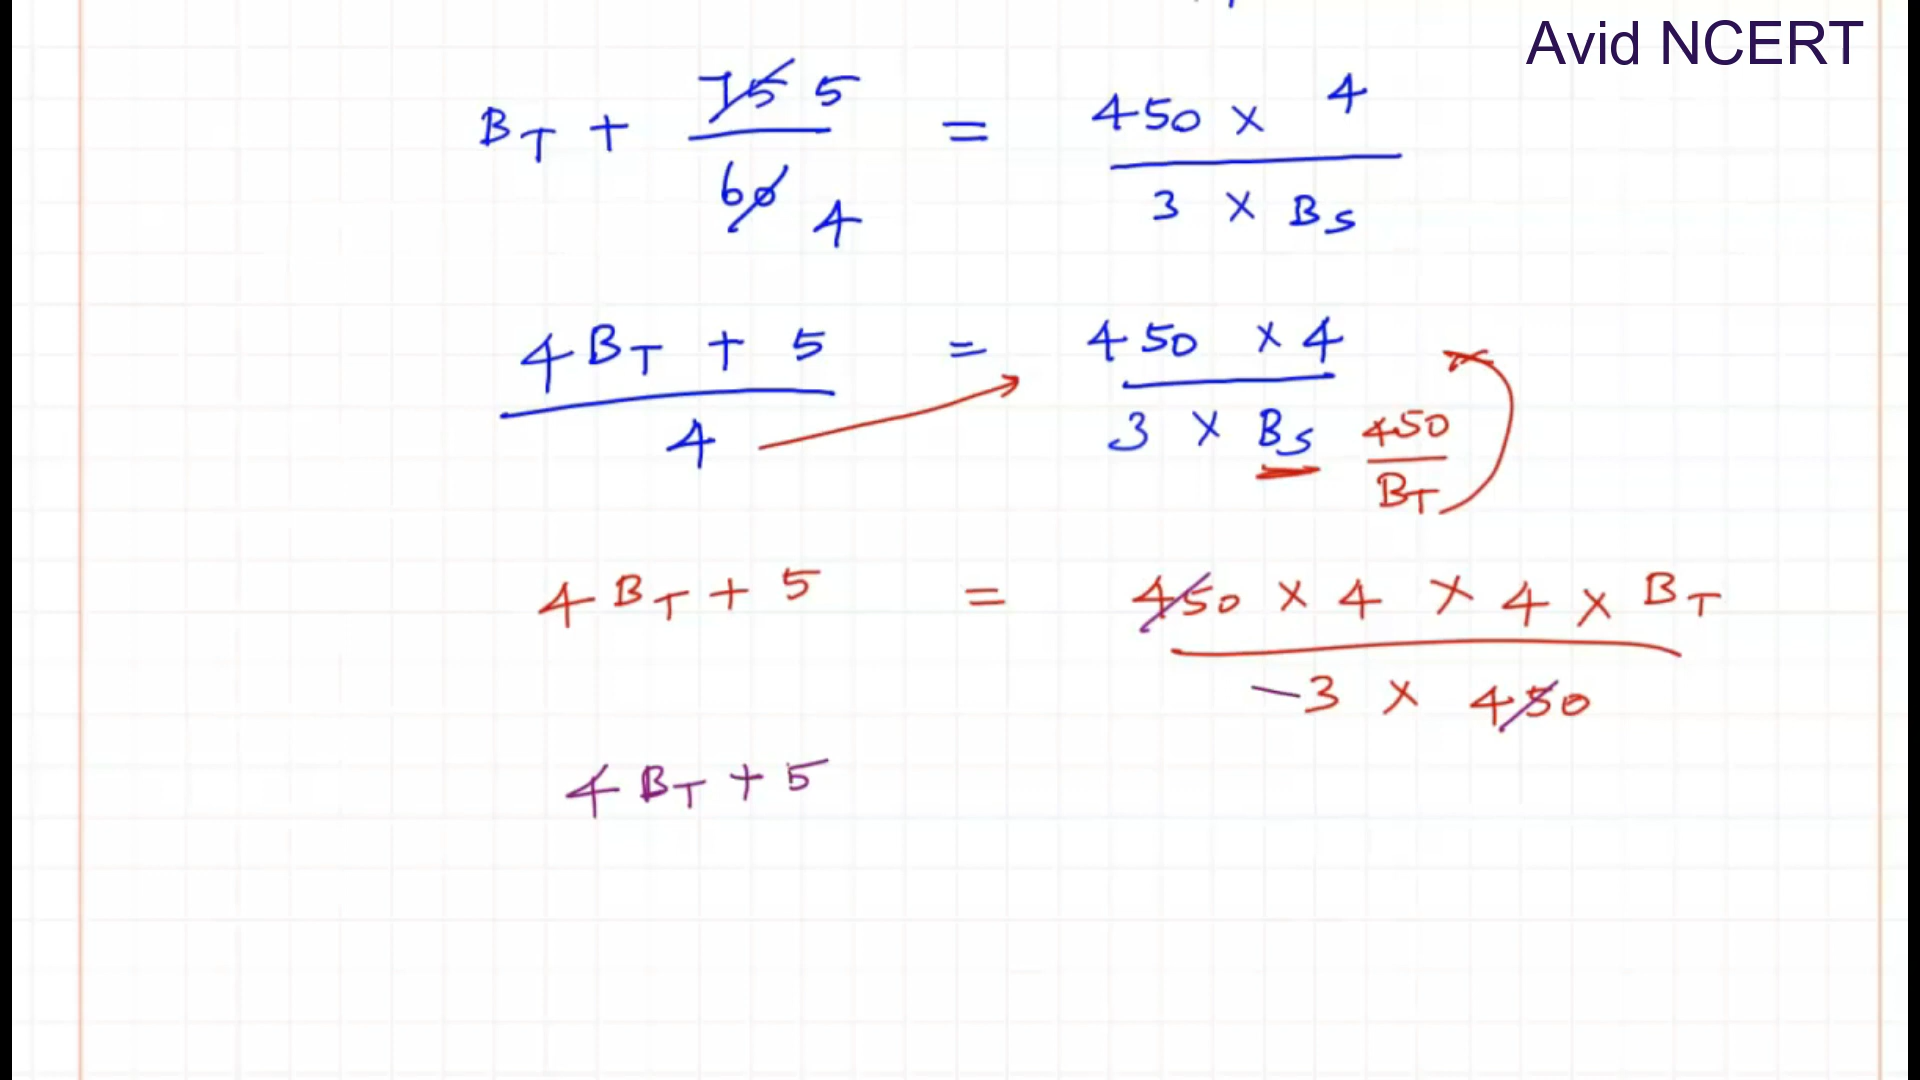 Avid NCERT
B_T + 75/60 5/4 = 450 × 4 / 3 × B_S
4B_T + 5 / 4 = 450 × 4 / 3 × B_S 450/B_T
4B_T + 5 = 450 × 4 × 4 × B_T / 3 × 450
4B_T + 5